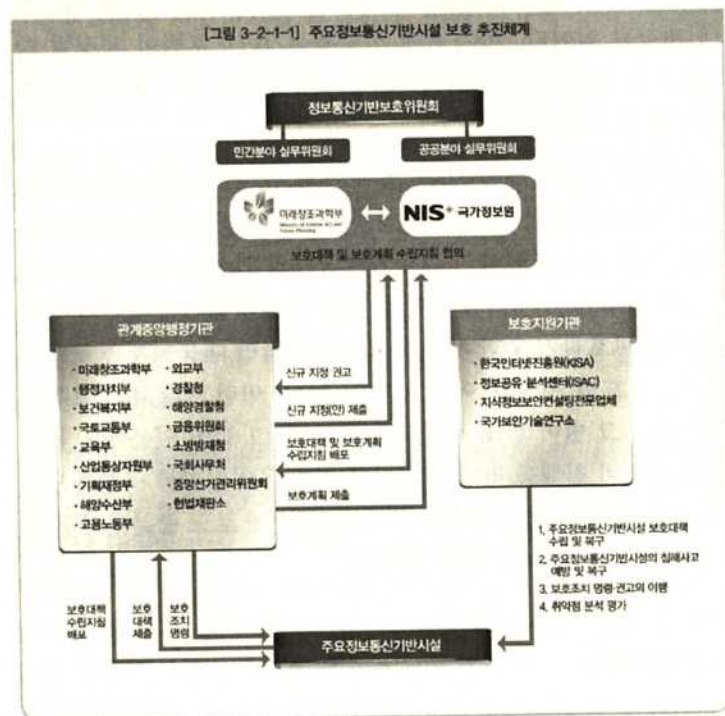 [그림 3-2-1-1] 주요정보통신기반시설 보호 추진체계
정보통신기반보호위원회
민간분야 실무위원회
공공분야 실무위원회
미래창조과학부
Ministry of Science, ICT and
Future Planning
NIS+ 국가정보원
보호대책 및 보호계획 수립지침 협의
관계중앙행정기관
· 미래창조과학부
· 행정자치부
· 보건복지부
· 국토교통부
· 교육부
· 산업통상자원부
· 기획재정부
· 해양수산부
· 고용노동부
· 외교부
· 경찰청
· 해양경찰청
· 금융위원회
· 소방방재청
· 국회사무처
· 중앙선거관리위원회
· 헌법재판소
신규 지정 권고
신규 지정(안) 제출
보호대책 및 보호계획
수립지침 배포
보호계획 제출
보호지원기관
· 한국인터넷진흥원(KISA)
· 정보공유·분석센터(ISAC)
· 지식정보보안컨설팅전문업체
· 국가보안기술연구소
1. 주요정보통신기반시설 보호대책
수립 및 복구
2. 주요정보통신기반시설의 침해사고
예방 및 복구
3. 보호조치 명령·권고의 이행
4. 취약점 분석 평가
보호대책
수립지침
배포
보호
대책
제출
보호
조치
명령
주요정보통신기반시설